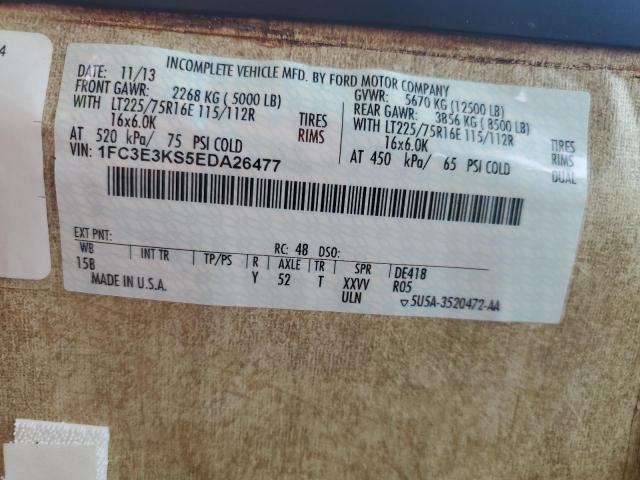 4
INCOMPLETE VEHICLE MFD. BY FORD MOTOR COMPANY
DATE: 11/13
FRONT GAWR: 2268 KG ( 5000 LB)
WITH LT225/75R16E 115/112R TIRES
16x6.0K RIMS
AT 520 kPa/ 75 PSI COLD
GVWR: 5670 KG (12500 LB)
REAR GAWR: 3856 KG ( 8500 LB)
WITH LT225/75R16E 115/112R TIRES
16x6.0K RIMS
AT 450 kPa/ 65 PSI COLD DUAL
VIN: 1FC3E3KS5EDA26477
EXT PNT: RC: 48 DSO:
WB INT TR TP/PS R AXLE TR SPR DE418
158 Y 52 T XXVV R05
MADE IN U.S.A. ULN ▽5U5A-3520472-AA